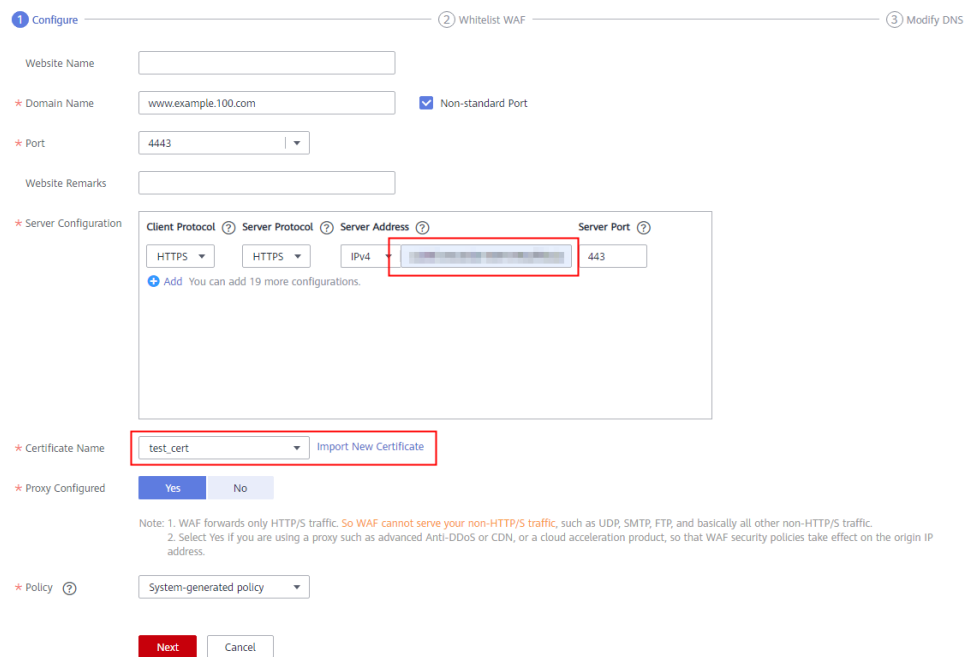 1 Configure 2 Whitelist WAF 3 Modify DNS
Website Name
* Domain Name www.example.100.com Non-standard Port
* Port 4443
Website Remarks
* Server Configuration Client Protocol ? Server Protocol ? Server Address ? Server Port ?
HTTPS HTTPS IPv4 443
Add You can add 19 more configurations.
* Certificate Name test_cert Import New Certificate
* Proxy Configured Yes No
Note: 1. WAF forwards only HTTP/S traffic. So WAF cannot serve your non-HTTP/S traffic, such as UDP, SMTP, FTP, and basically all other non-HTTP/S traffic.
2. Select Yes if you are using a proxy such as advanced Anti-DDoS or CDN, or a cloud acceleration product, so that WAF security policies take effect on the origin IP
address.
* Policy ? System-generated policy
Next Cancel